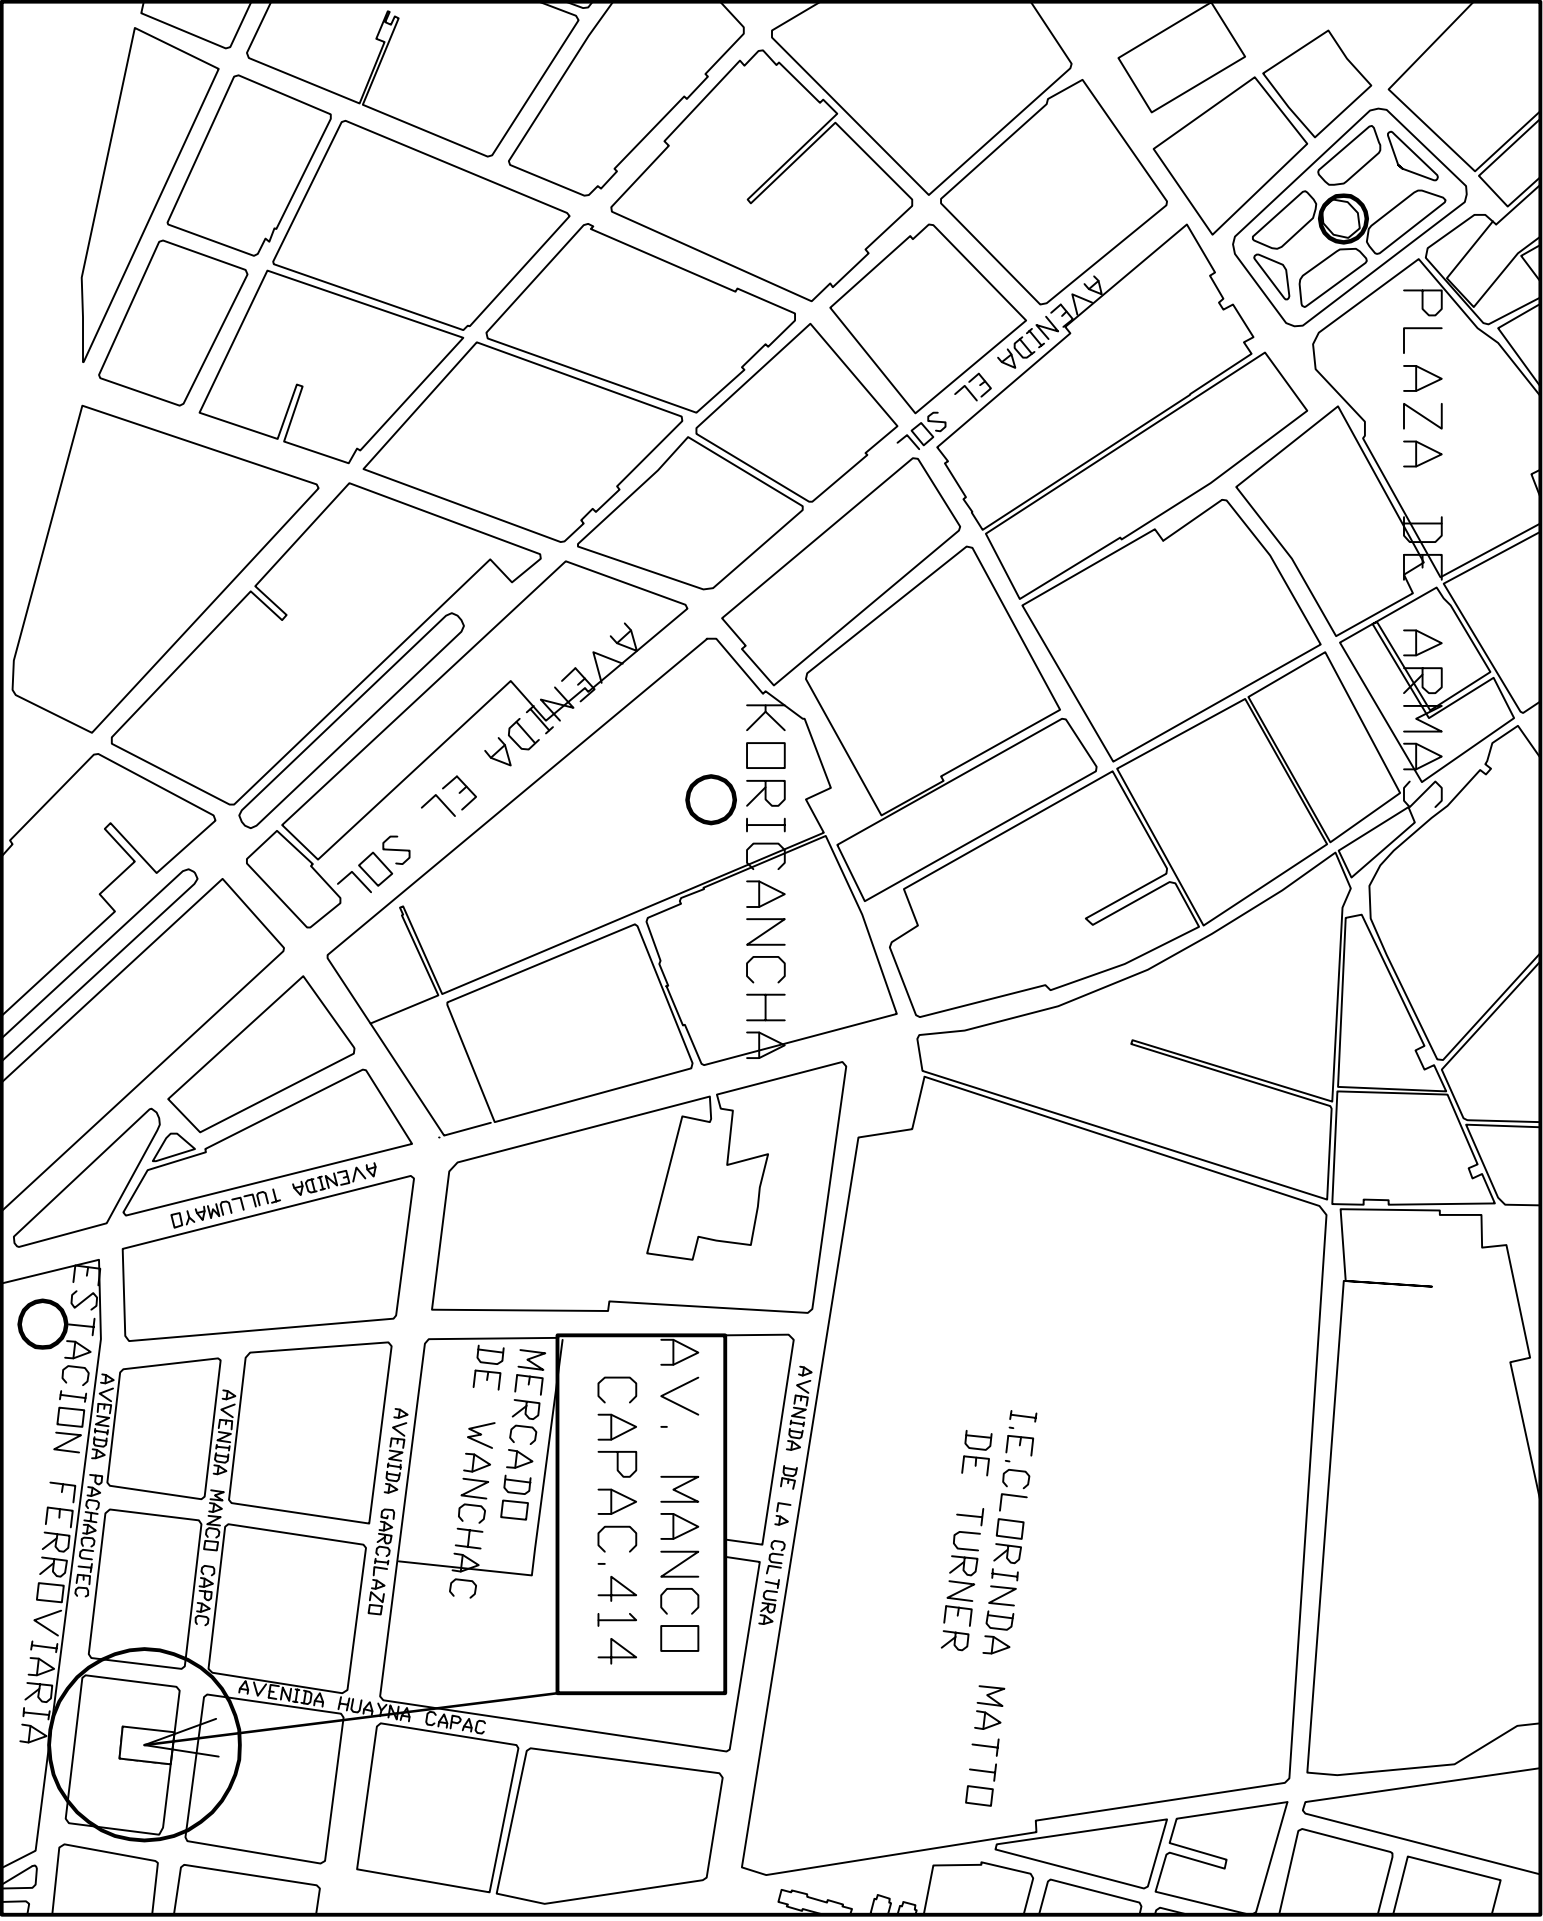 PLAZA DE ARMAS
AVENIDA EL SOL
KORICANCHA
AVENIDA EL SOL
AVENIDA TULLUMAYO
ESTACION FERROVIARIA
AVENIDA PACHACUTEC
AVENIDA MANCO CAPAC
AVENIDA GARCILAZO
MERCADO
DE WANCHAC
AV. MANCO
CAPAC.414
AVENIDA DE LA CULTURA
I.E.CLORINDA MATTO
DE TURNER
AVENIDA HUAYNA CAPAC